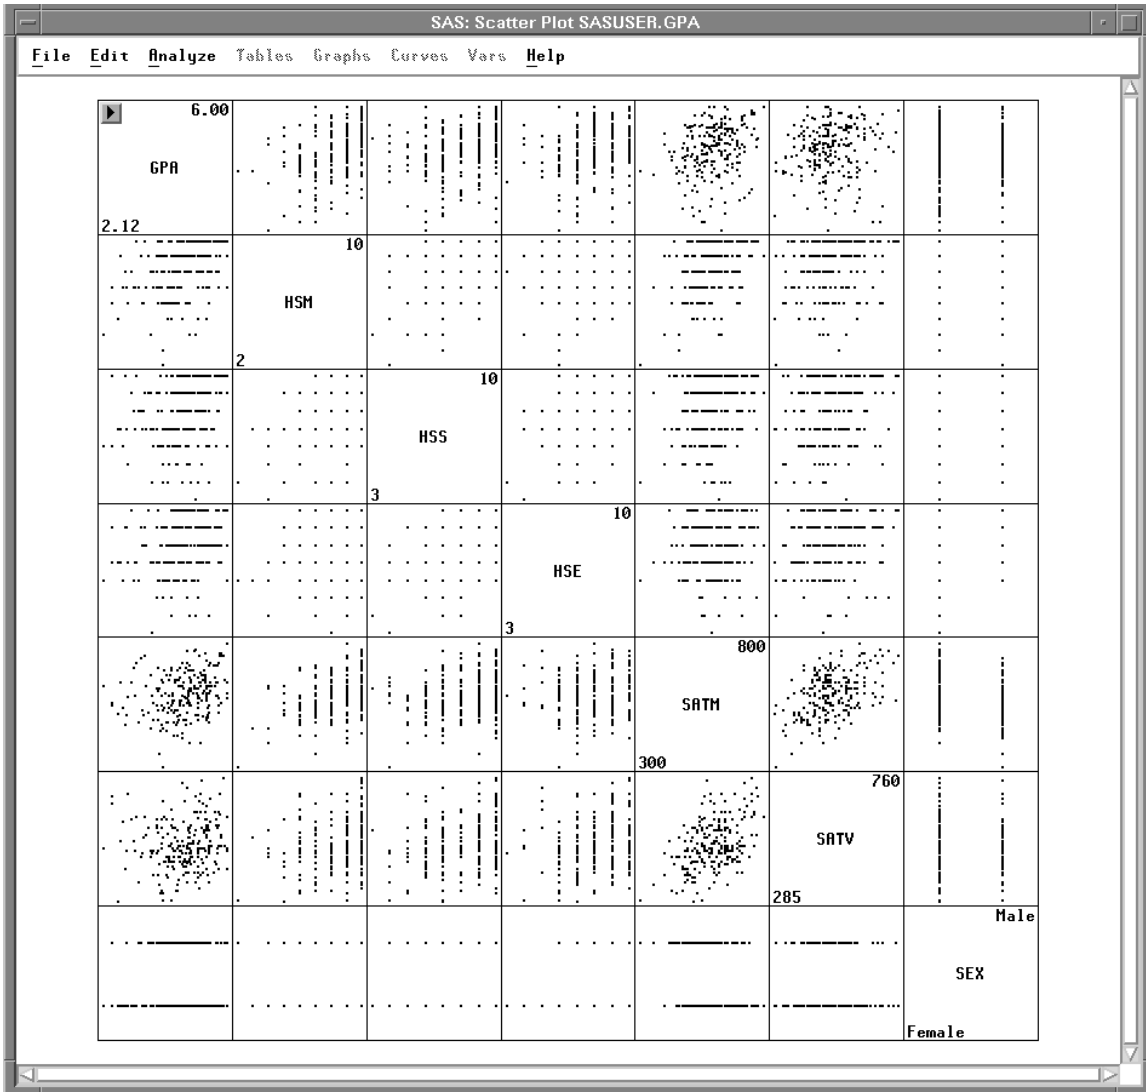 SAS: Scatter Plot SASUSER.GPA
File Edit Analyze Tables Graphs Curves Vars Help
6.00
GPA
2.12
10
HSM
2
10
HSS
3
10
HSE
3
800
SATM
300
760
SATV
285
Male
SEX
Female